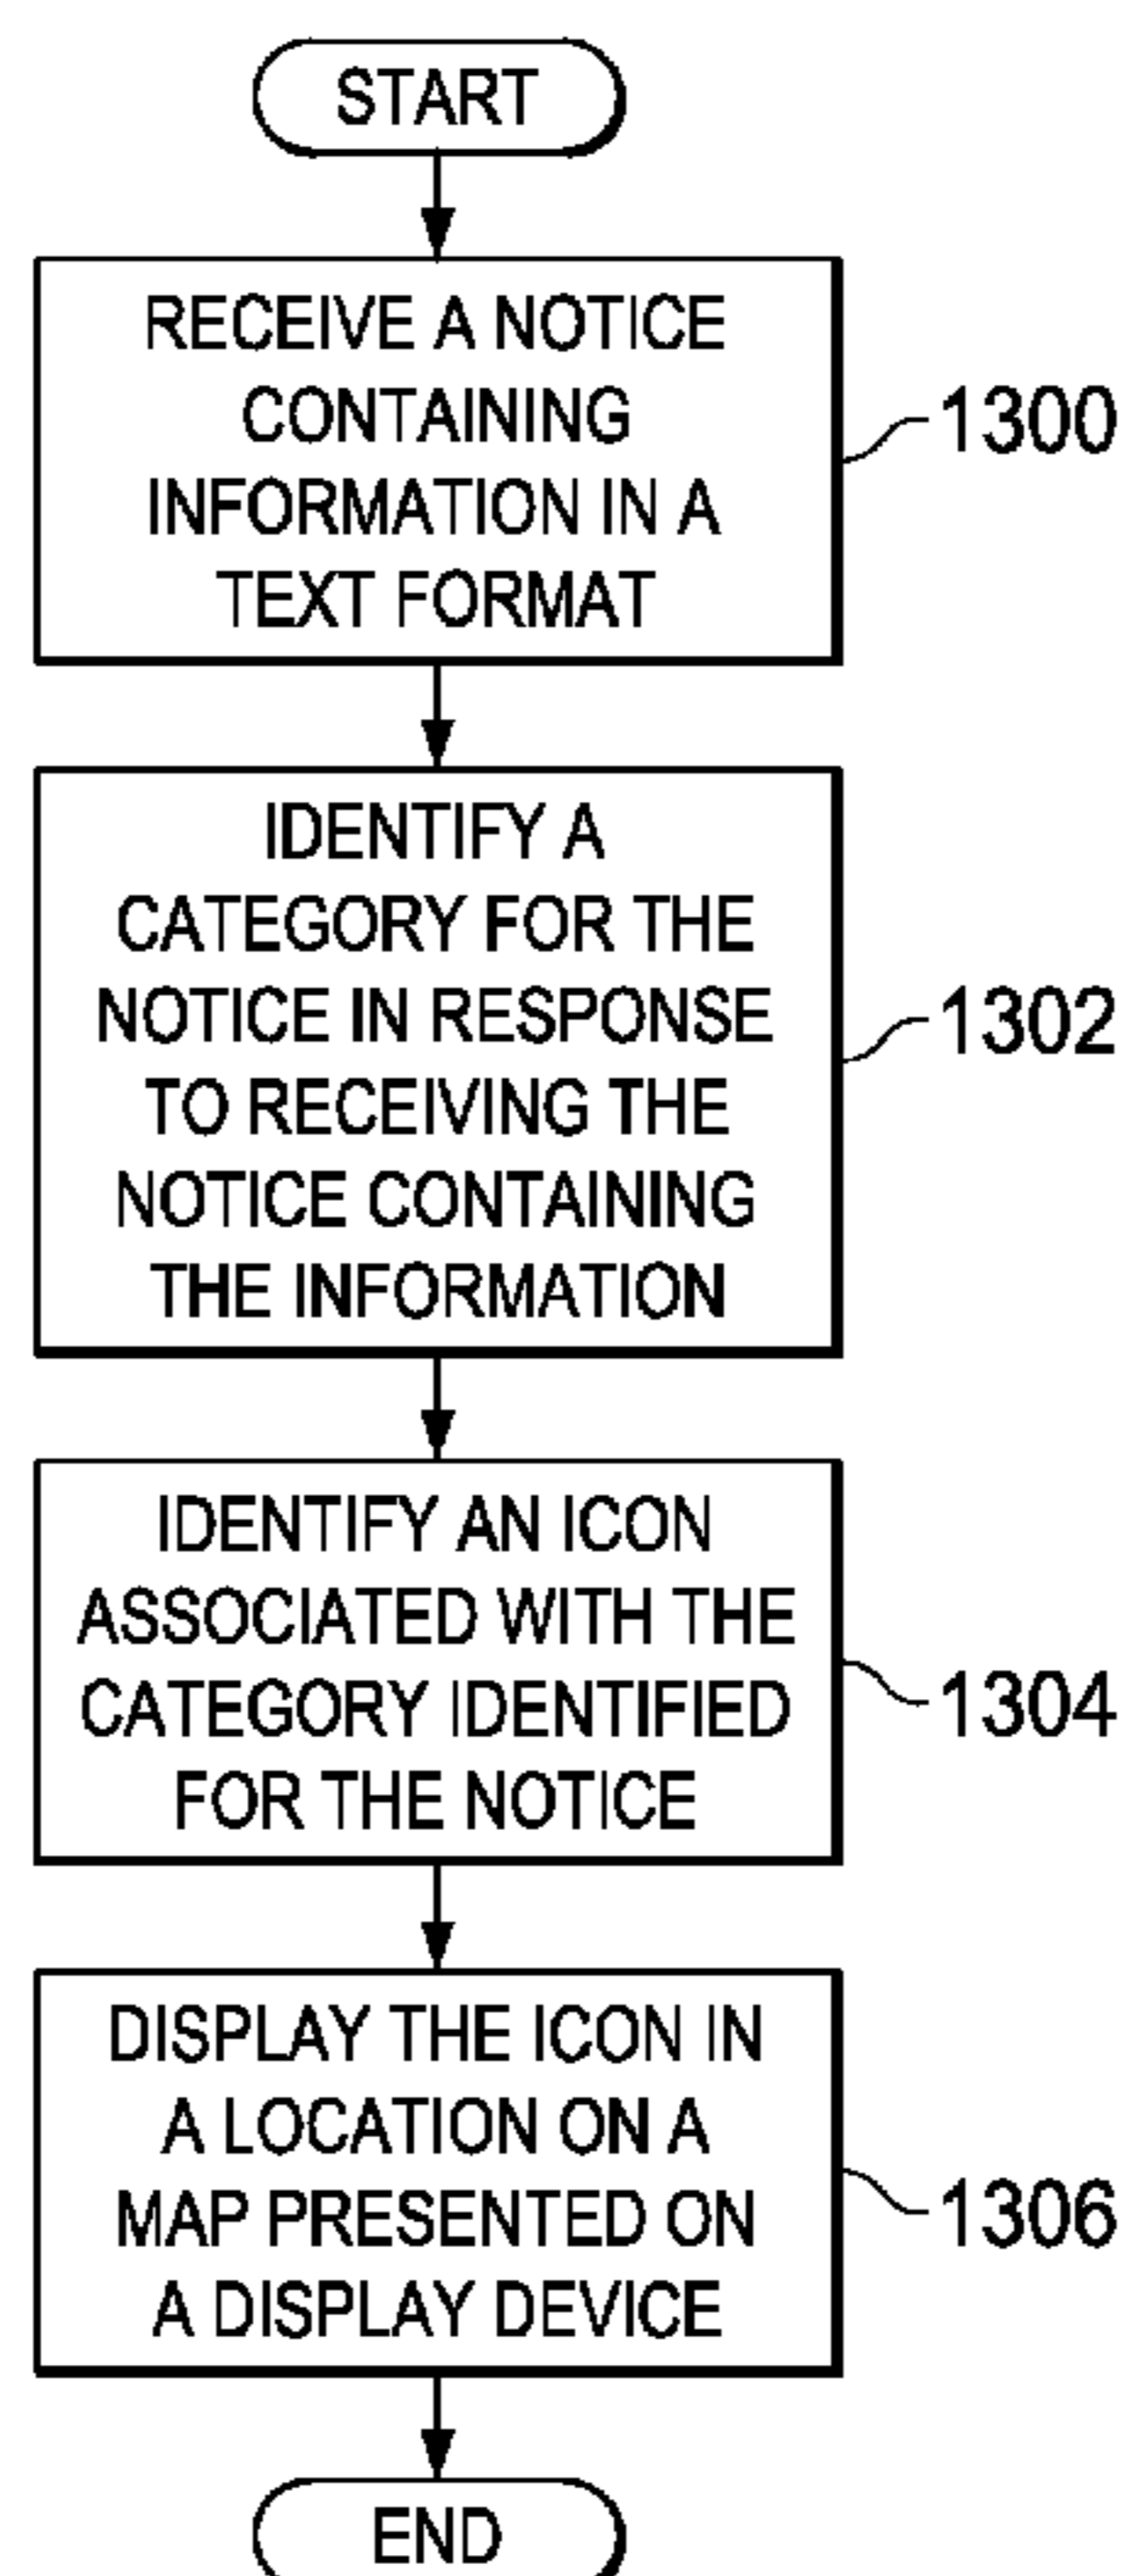 START
RECEIVE A NOTICE
CONTAINING
INFORMATION IN A
TEXT FORMAT
1300
IDENTIFY A
CATEGORY FOR THE
NOTICE IN RESPONSE
TO RECEIVING THE
NOTICE CONTAINING
THE INFORMATION
1302
IDENTIFY AN ICON
ASSOCIATED WITH THE
CATEGORY IDENTIFIED
FOR THE NOTICE
1304
DISPLAY THE ICON IN
A LOCATION ON A
MAP PRESENTED ON
A DISPLAY DEVICE
1306
END